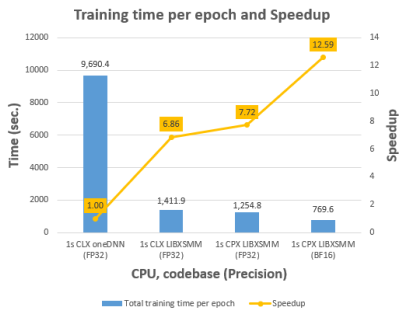 Training time per epoch and Speedup
12000
10000
8000
6000
4000
2000
0
Time (sec.)
14
12
10
8
6
4
2
0
Speedup
9,690.4
1,411.9
1,254.8
769.6
1.00
6.86
7.72
12.59
1s CLX oneDNN
(FP32)
1s CLX LIBXSMM
(FP32)
1s CPX LIBXSMM
(FP32)
1s CPX LIBXSMM
(BF16)
CPU, codebase (Precision)
Total training time per epoch
Speedup